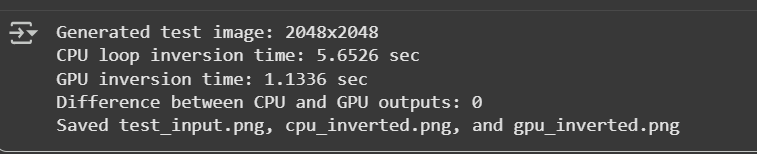 Generated test image: 2048x2048
CPU loop inversion time: 5.6526 sec
GPU inversion time: 1.1336 sec
Difference between CPU and GPU outputs: 0
Saved test_input.png, cpu_inverted.png, and gpu_inverted.png